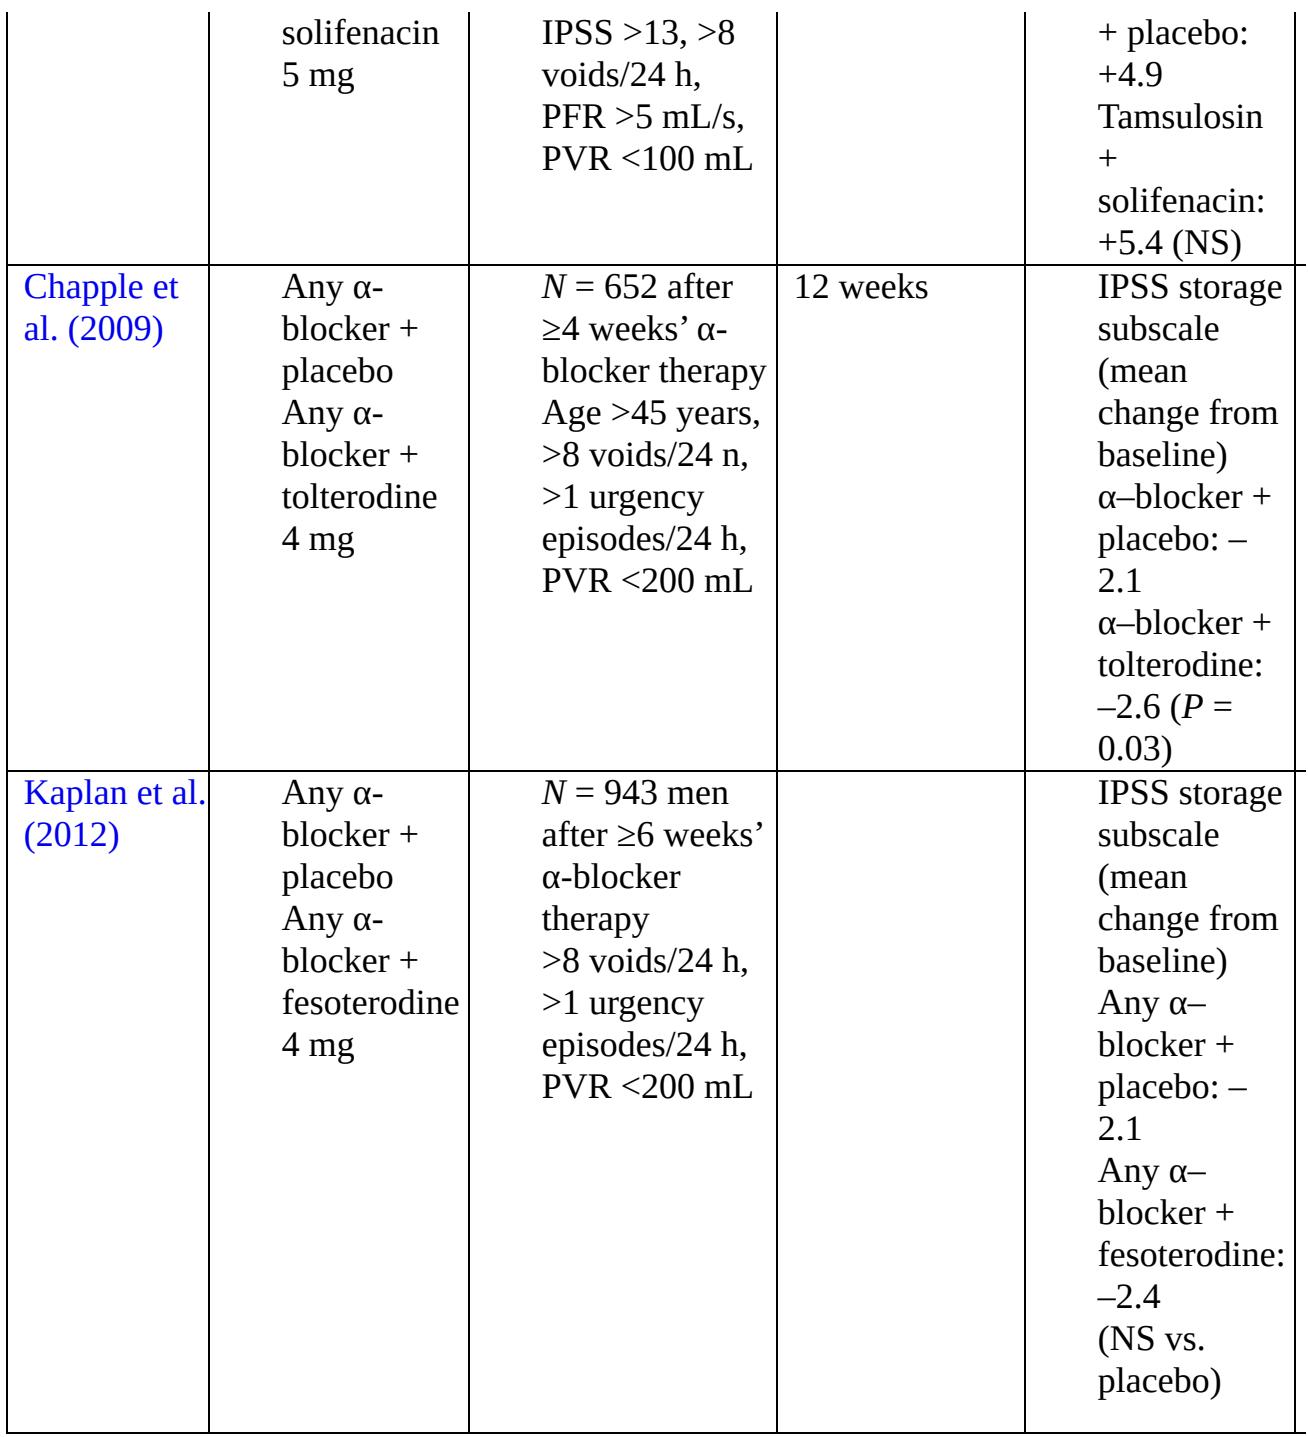 solifenacin
5 mg
IPSS >13, >8
voids/24 h,
PFR >5 mL/s,
PVR <100 mL
+ placebo:
+4.9
Tamsulosin
+
solifenacin:
+5.4 (NS)
Chapple et
al. (2009)
Any α-
blocker +
placebo
Any α-
blocker +
tolterodine
4 mg
N = 652 after
≥4 weeks’ α-
blocker therapy
Age >45 years,
>8 voids/24 n,
>1 urgency
episodes/24 h,
PVR <200 mL
12 weeks
IPSS storage
subscale
(mean
change from
baseline)
α–blocker +
placebo: –
2.1
α–blocker +
tolterodine:
–2.6 (P =
0.03)
Kaplan et al.
(2012)
Any α-
blocker +
placebo
Any α-
blocker +
fesoterodine
4 mg
N = 943 men
after ≥6 weeks’
α-blocker
therapy
>8 voids/24 h,
>1 urgency
episodes/24 h,
PVR <200 mL
IPSS storage
subscale
(mean
change from
baseline)
Any α–
blocker +
placebo: –
2.1
Any α–
blocker +
fesoterodine:
–2.4
(NS vs.
placebo)